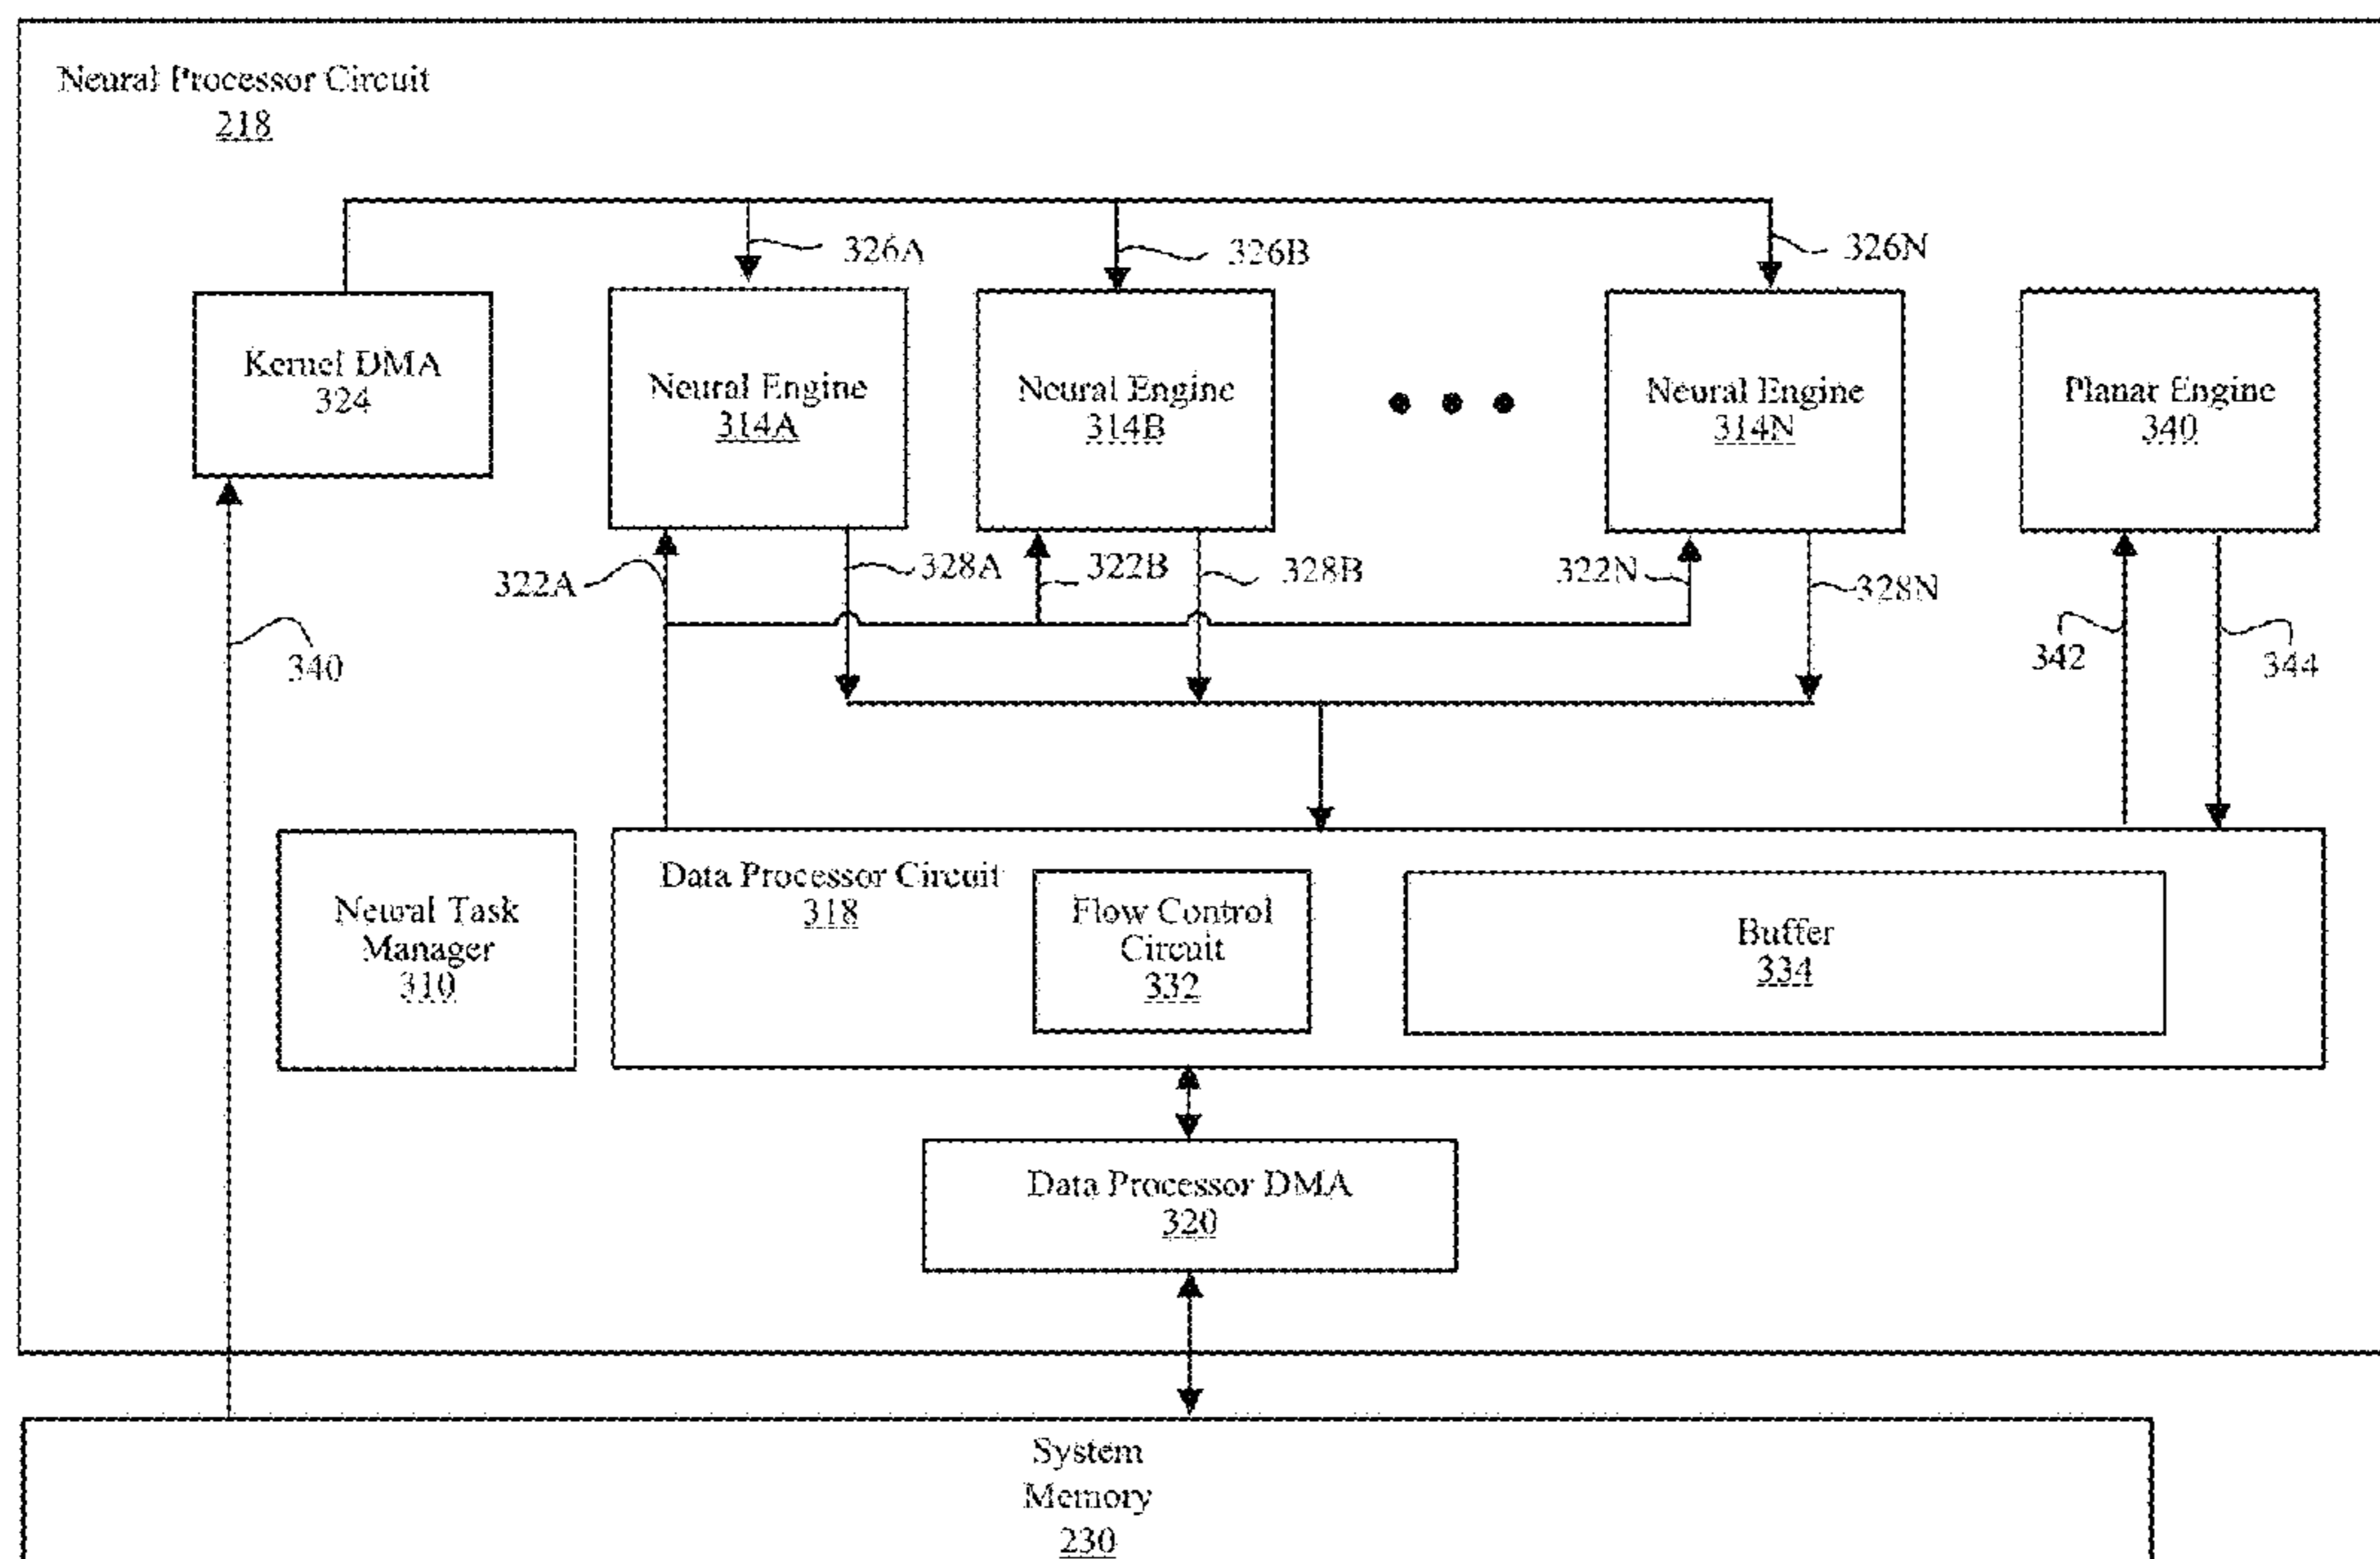 Neural Processor Circuit
218
326A
326B
326N
Kernel DMA
324
Neural Engine
314A
Neural Engine
314B
Neural Engine
314N
Planar Engine
340
322A
328A
322B
328B
322N
328N
340
342
344
Neural Task
Manager
310
Data Processor Circuit
318
Flow Control
Circuit
332
Buffer
334
Data Processor DMA
320
System
Memory
230